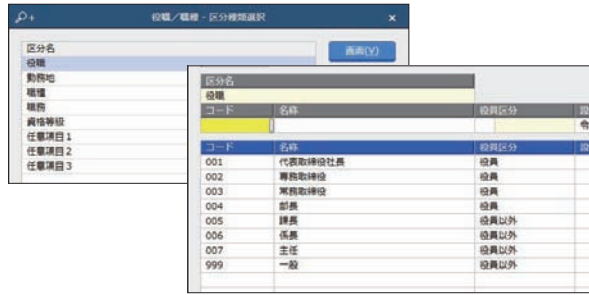 役職/職種 - 区分種類選択 ×
区分名
役職
勤務地
職種
職務
資格等級
任意項目1
任意項目2
任意項目3
画面(V)
区分名
役職
コード 名称 役員区分
コード 名称 役員区分
001 代表取締役社長 役員
002 専務取締役 役員
003 常務取締役 役員
004 部長 役員
005 課長 役員以外
006 係長 役員以外
007 主任 役員以外
999 一般 役員以外